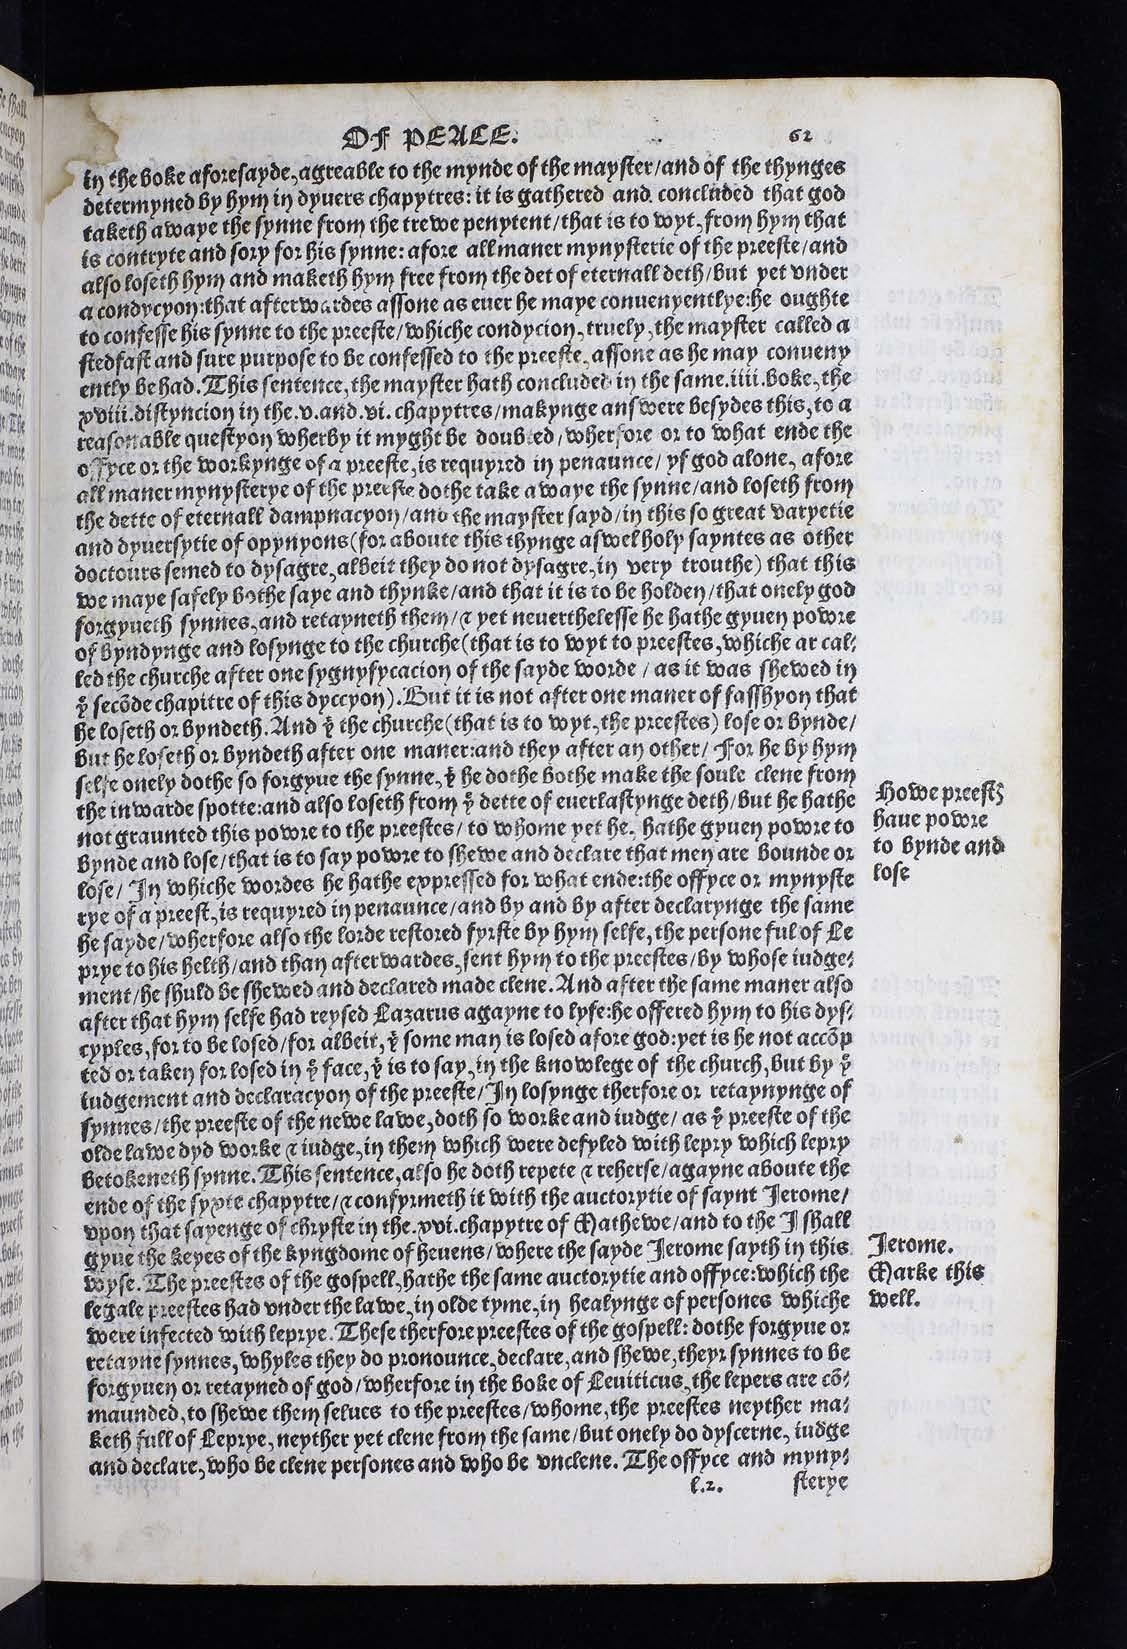 OF PEACE.
62
in the boke aforesayde, agreable to the mynde of the mayster/and of the thynges
determyned by hym in dyuers chapytres: it is gathered and concluded that god
taketh awaye the synne from the trewe penytent/that is to wyt, from hym that
is contryte and sory for his synne: afore all maner mynysterie of the preeste/and
also loseth hym and maketh hym free from the det of eternall deth/but yet vnder
a condycyon: that afterwardes assone as euer he maye conuenyentlye: he oughte
to confesse his synne to the preeste/whiche condycion, truely, the mayster called a
stedfast and sure purpose to be confessed to the preeste, assone as he may conueny
ently be had. This sentence, the mayster hath concluded in the same .iiii. boke, the
xviii. distyncion in the .v. and .vi. chapytres/makynge answere besydes this, to a
reasonable questyon wherby it myght be doubted/wherfore or to what ende the
offyce or the workynge of a preeste, is requyred in penaunce/yf god alone, afore
all maner mynysterye of the preeste dothe take awaye the synne/and loseth from
the dette of eternall dampnacyon/and the mayster sayd/in this so great varyetie
and dyuersytie of opynyons (for aboute this thynge aswel holy sayntes as other
doctours semed to dysagre, albeit they do not dysagre, in very trouthe) that this
we maye safely bothe saye and thynke/and that it is to be holden/that onely god
forgyueth synnes, and retayneth them/& yet neuerthelesse he hathe gyuen powre
of byndynge and losynge to the churche (that is to wyt to preestes, whiche ar cal-
led the churche after one sygnyfycacion of the sayde worde / as it was shewed in
yͤ secōde chapitre of this dyccyon). But it is not after one maner of fasshyon that
he loseth or byndeth. And yͭ the churche (that is to wyt, the preestes) lose or bynde/
but he loseth or byndeth after one maner: and they after an other/ For he by hym
selfe onely dothe so forgyue the synne, yͭ he dothe bothe make the soule clene from
the inwarde spotte: and also loseth from yͤ dette of euerlastynge deth/but he hathe
not graunted this powre to the preestes/ to whome yet he. hathe gyuen powre to
bynde and lose/that is to say powre to shewe and declare that men are bounde or
lose/ In whiche wordes he hathe expressed for what ende: the offyce or mynyste
rye of a preest, is requyred in penaunce/and by and by after declarynge the same
he sayde/wherfore also the lorde restored fyrste by hym selfe, the persone ful of Le
prye to his helth/and than afterwardes, sent hym to the preestes/by whose iudge-
ment/he shuld be shewed and declared made clene. And after the same maner also
after that hym selfe had reysed Lazarus agayne to lyfe: he offered hym to his dys-
cyples, for to be losed/for albeit, yͭ some man is losed afore god: yet is he not accōp
ted or taken for losed in yͤ face, yͭ is to say, in the knowlege of the church, but by yͤ
iudgement and declaracyon of the preeste/In losynge therfore or retaynynge of
synnes/the preeste of the newe lawe, doth so worke and iudge/ as yͤ preeste of the
olde lawe dyd worke & iudge, in them which were defyled with lepry which lepry
betokeneth synne. This sentence, also he doth repete & reherse/agayne aboute the
ende of the syxte chapytre/& confyrmeth it with the auctorytie of saynt Jerome/
vpon that sayenge of chryste in the .xvi. chapytre of Mathewe/and to the I shall
gyue the keyes of the kyngdome of heuens/where the sayde Jerome sayth in this
wyse. The preestes of the gospell, hathe the same auctorytie and offyce: which the
legale preestes had vnder the lawe, in olde tyme, in healynge of persones whiche
were infected with leprye. These therfore preestes of the gospell: dothe forgyue or
retayne synnes, whyles they do pronounce, declare, and shewe, theyr synnes to be
forgyuen or retayned of god/wherfore in the boke of Leuiticus, the lepers are cō-
maunded, to shewe them selues to the preestes/whome, the preestes neyther ma-
keth full of Leprye, neyther yet clene from the same/but onely do dyscerne, iudge
and declare, who be clene persones and who be vnclene. The offyce and myny-
l.2.
sterye
Howe preestꝭ
haue powre
to bynde and
lose
Jerome.
Marke this
well.